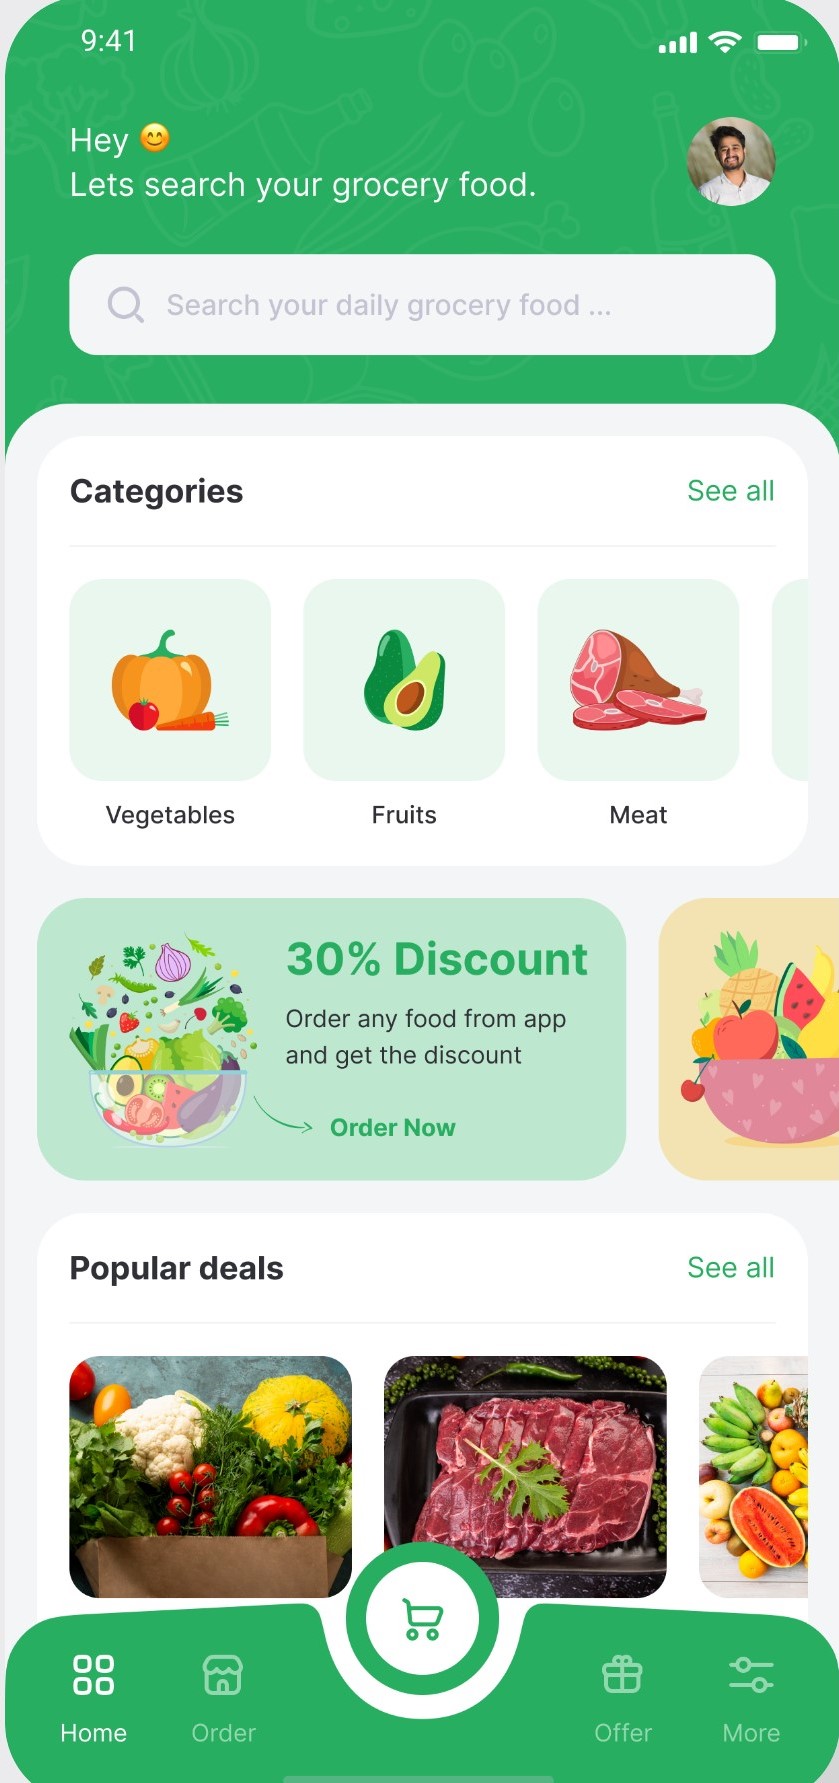 9:41
Hey 😊
Lets search your grocery food.
Search your daily grocery food ...
Categories
See all
Vegetables
Fruits
Meat
30% Discount
Order any food from app
and get the discount
Order Now
Popular deals
See all
Home
Order
Offer
More